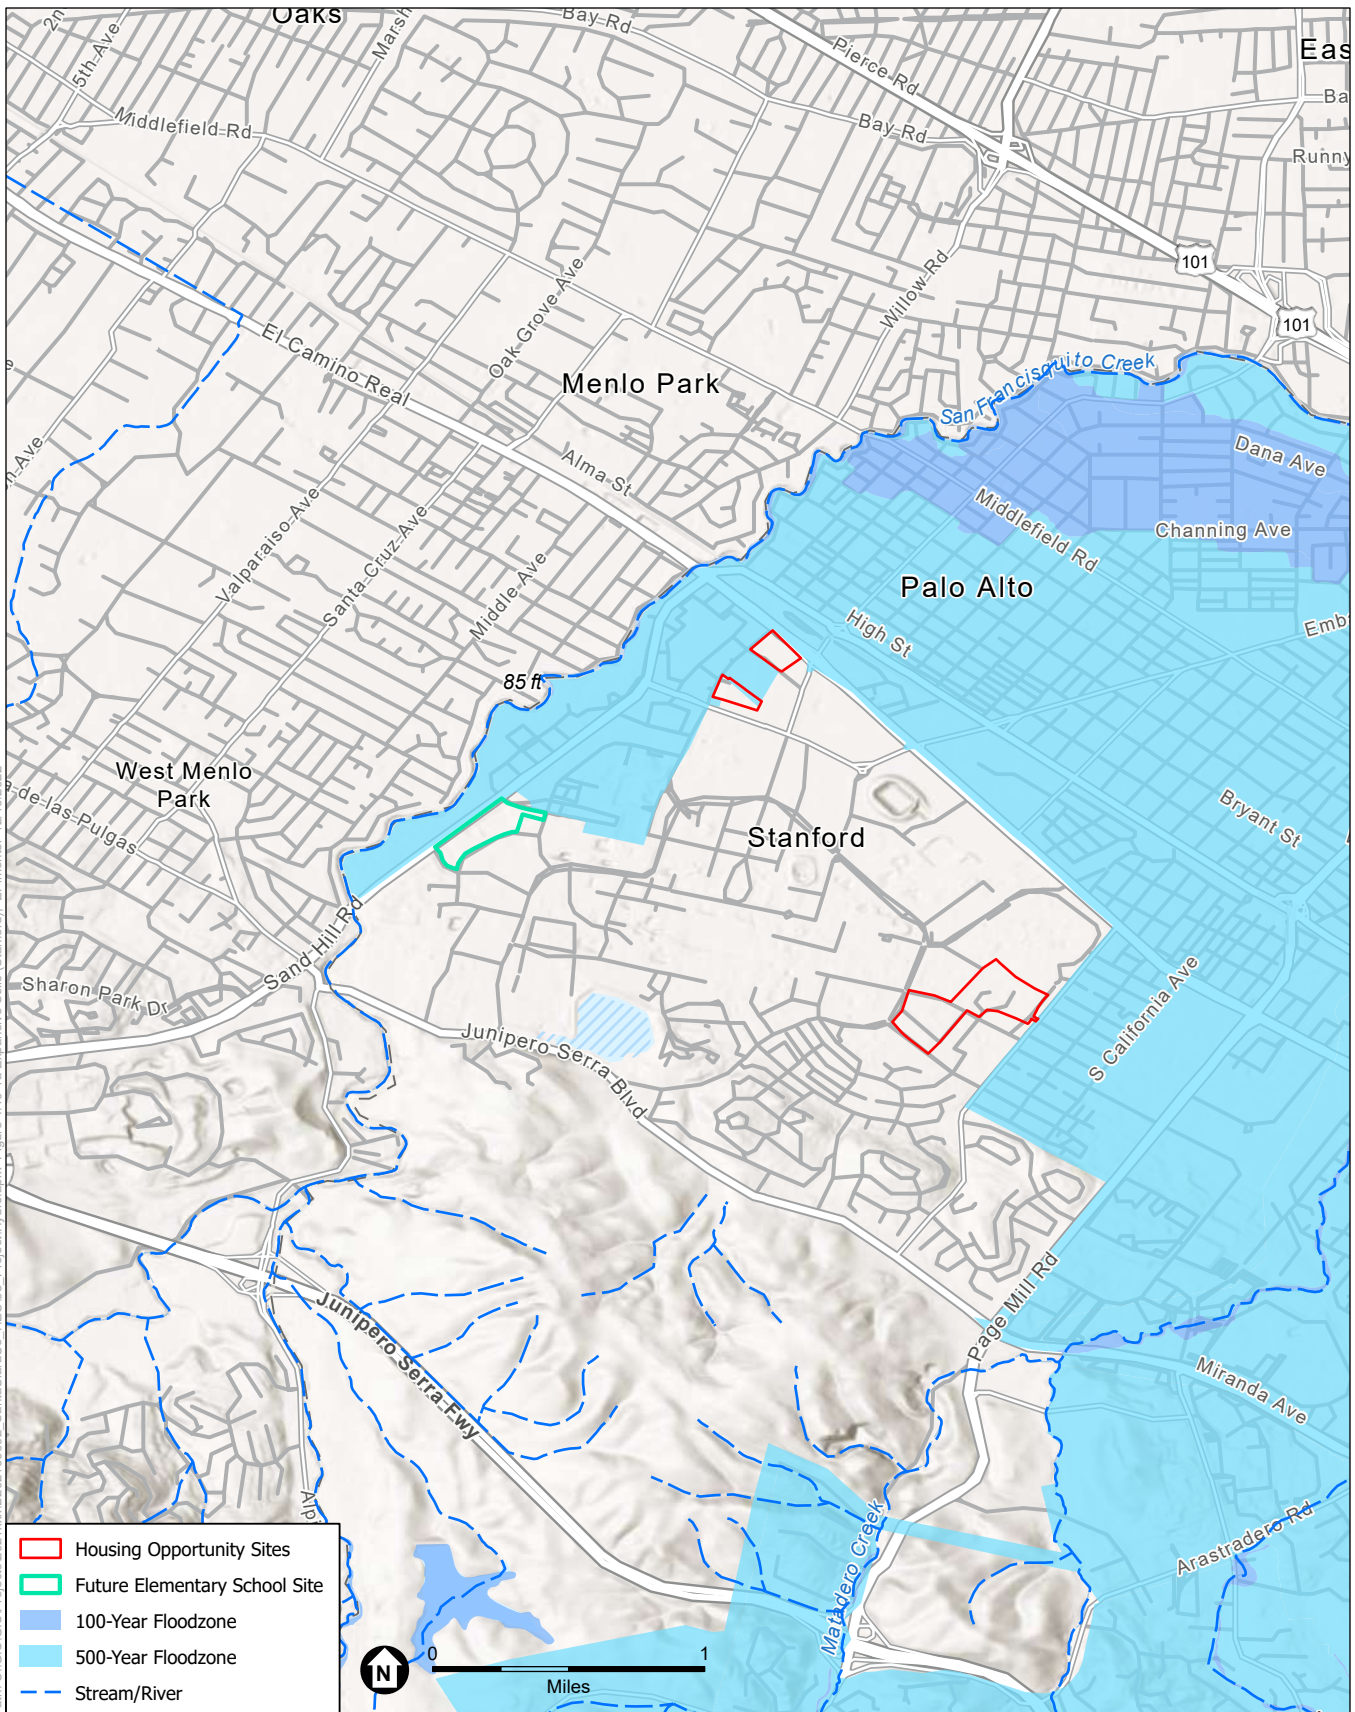 Oaks
Bay Rd
2n
5th Ave
Marsh
Pierce Rd
Eas
Middlefield Rd
Bay Rd
Ba
Runny
Willow Rd
101
101
Oak Grove Ave
El Camino Real
Menlo Park
San Francisquito Creek
Alma St
Dana Ave
Middlefield Rd
Channing Ave
Valparaiso Ave
Santa Cruz Ave
Middle Ave
Palo Alto
High St
Emb
85 ft
West Menlo
Park
a de las Pulgas
Bryant St
Stanford
Sand Hill Rd
Sharon Park Dr
S California Ave
Junipero Serra Blvd
Page Mill Rd
Junipero Serra Fwy
Miranda Ave
Alpi
Matadero Creek
Arastradero Rd
Housing Opportunity Sites
Future Elementary School Site
100-Year Floodzone
500-Year Floodzone
Stream/River
N
0 1
Miles